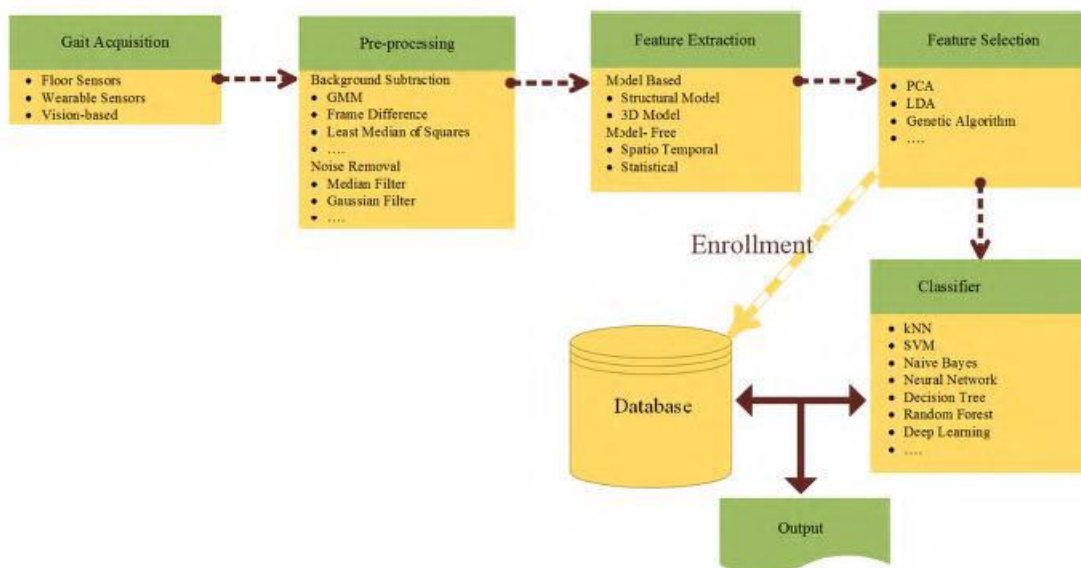 Gait Acquisition
• Floor Sensors
• Wearable Sensors
• Vision-based
Pre-processing
Background Subtraction
• GMM
• Frame Difference
• Least Median of Squares
• ....
Noise Removal
• Median Filter
• Gaussian Filter
• ....
Feature Extraction
Model Based
• Structural Model
• 3D Model
Model- Free
• Spatio Temporal
• Statistical
Feature Selection
• PCA
• LDA
• Genetic Algorithm
• ....
Enrollment
Classifier
• kNN
• SVM
• Naive Bayes
• Neural Network
• Decision Tree
• Random Forest
• Deep Learning
• ....
Database
Output